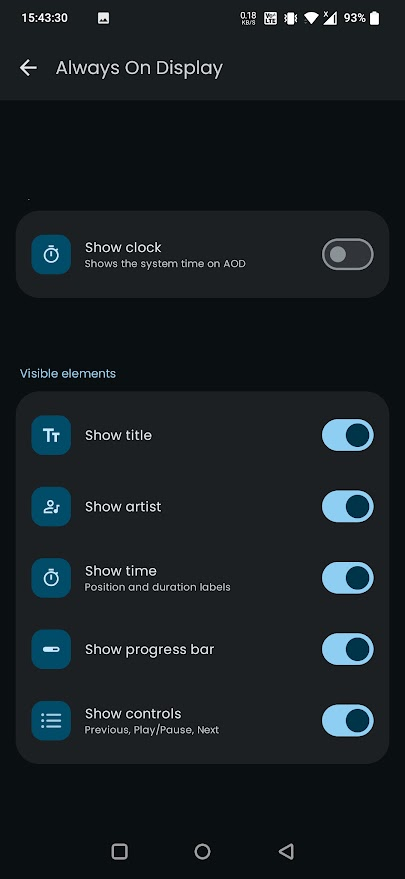 15:43:30
0.18
KB/S
Vo
LTE
x
93%
Always On Display
Show clock
Shows the system time on AOD
Visible elements
Show title
Show artist
Show time
Position and duration labels
Show progress bar
Show controls
Previous, Play/Pause, Next